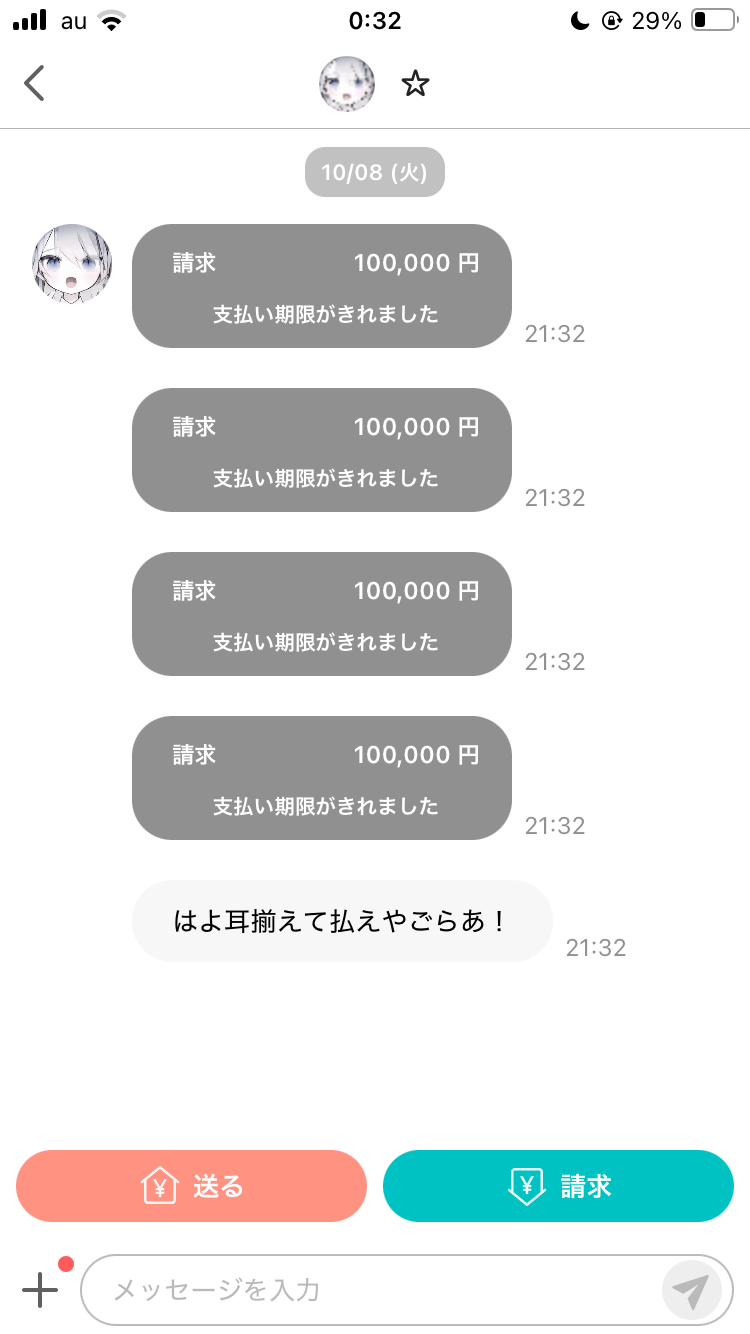 au
0:32
29%
10/08 (火)
請求 100,000 円
支払い期限がきれました
21:32
請求 100,000 円
支払い期限がきれました
21:32
請求 100,000 円
支払い期限がきれました
21:32
請求 100,000 円
支払い期限がきれました
21:32
はよ耳揃えて払えやごらあ！
21:32
¥ 送る
¥ 請求
メッセージを入力